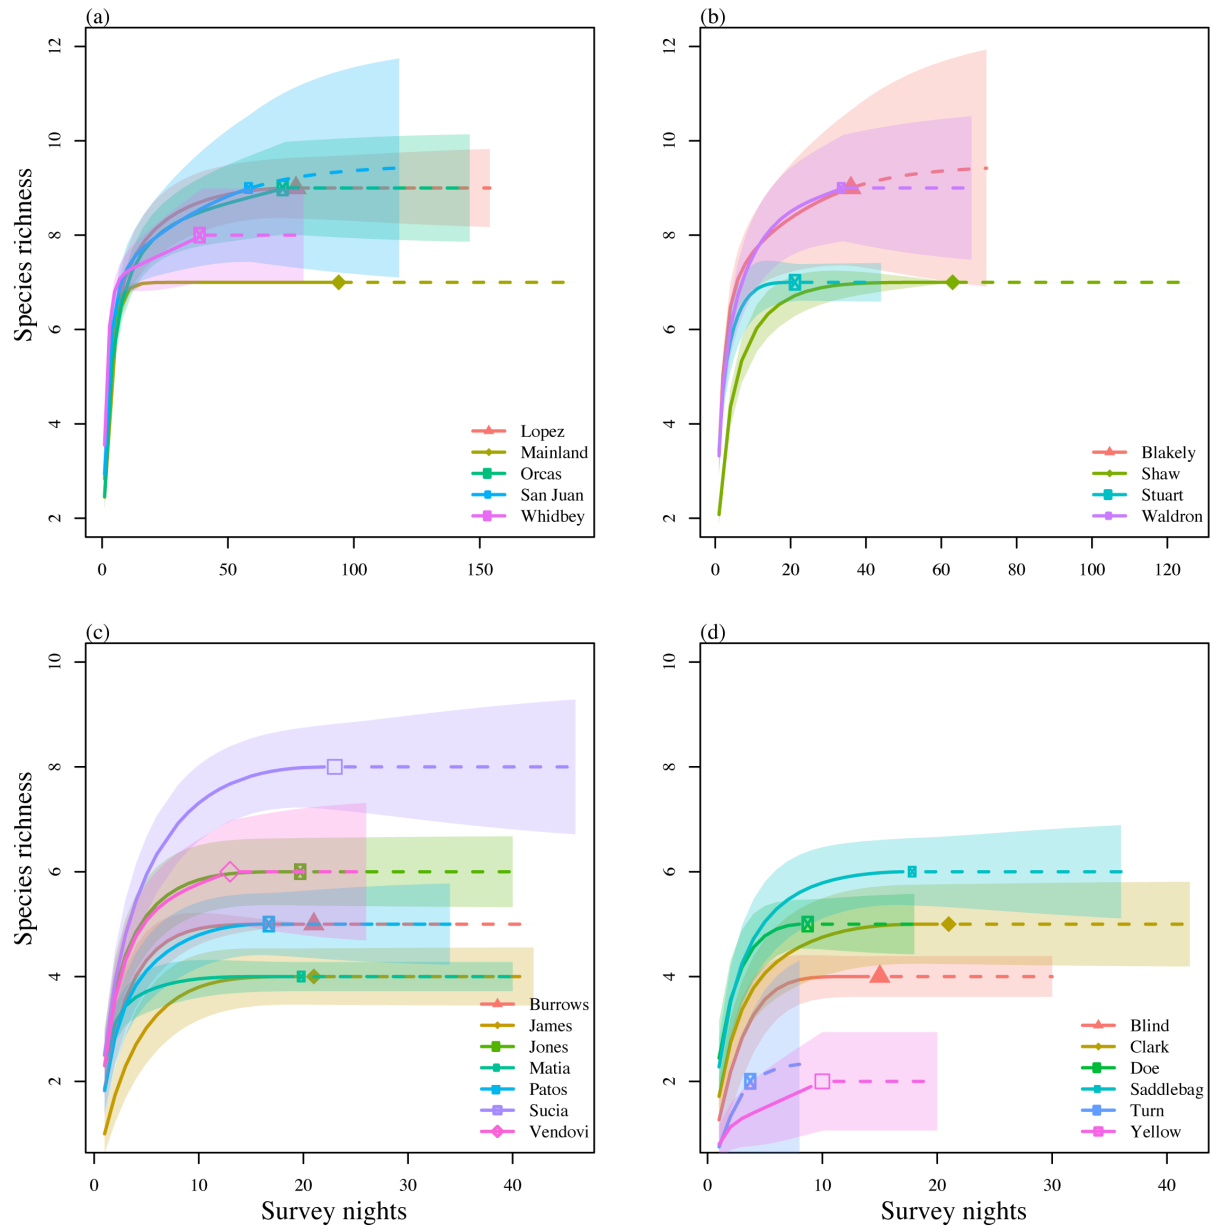 (a)
Species richness
12
10
8
6
4
2
0 50 100 150
Lopez
Mainland
Orcas
San Juan
Whidbey
(b)
12
10
8
6
4
2
0 20 40 60 80 100 120
Blakely
Shaw
Stuart
Waldron
(c)
Species richness
10
8
6
4
2
0 10 20 30 40
Survey nights
Burrows
James
Jones
Matia
Patos
Sucia
Vendovi
(d)
10
8
6
4
2
0 10 20 30 40
Survey nights
Blind
Clark
Doe
Saddlebag
Turn
Yellow